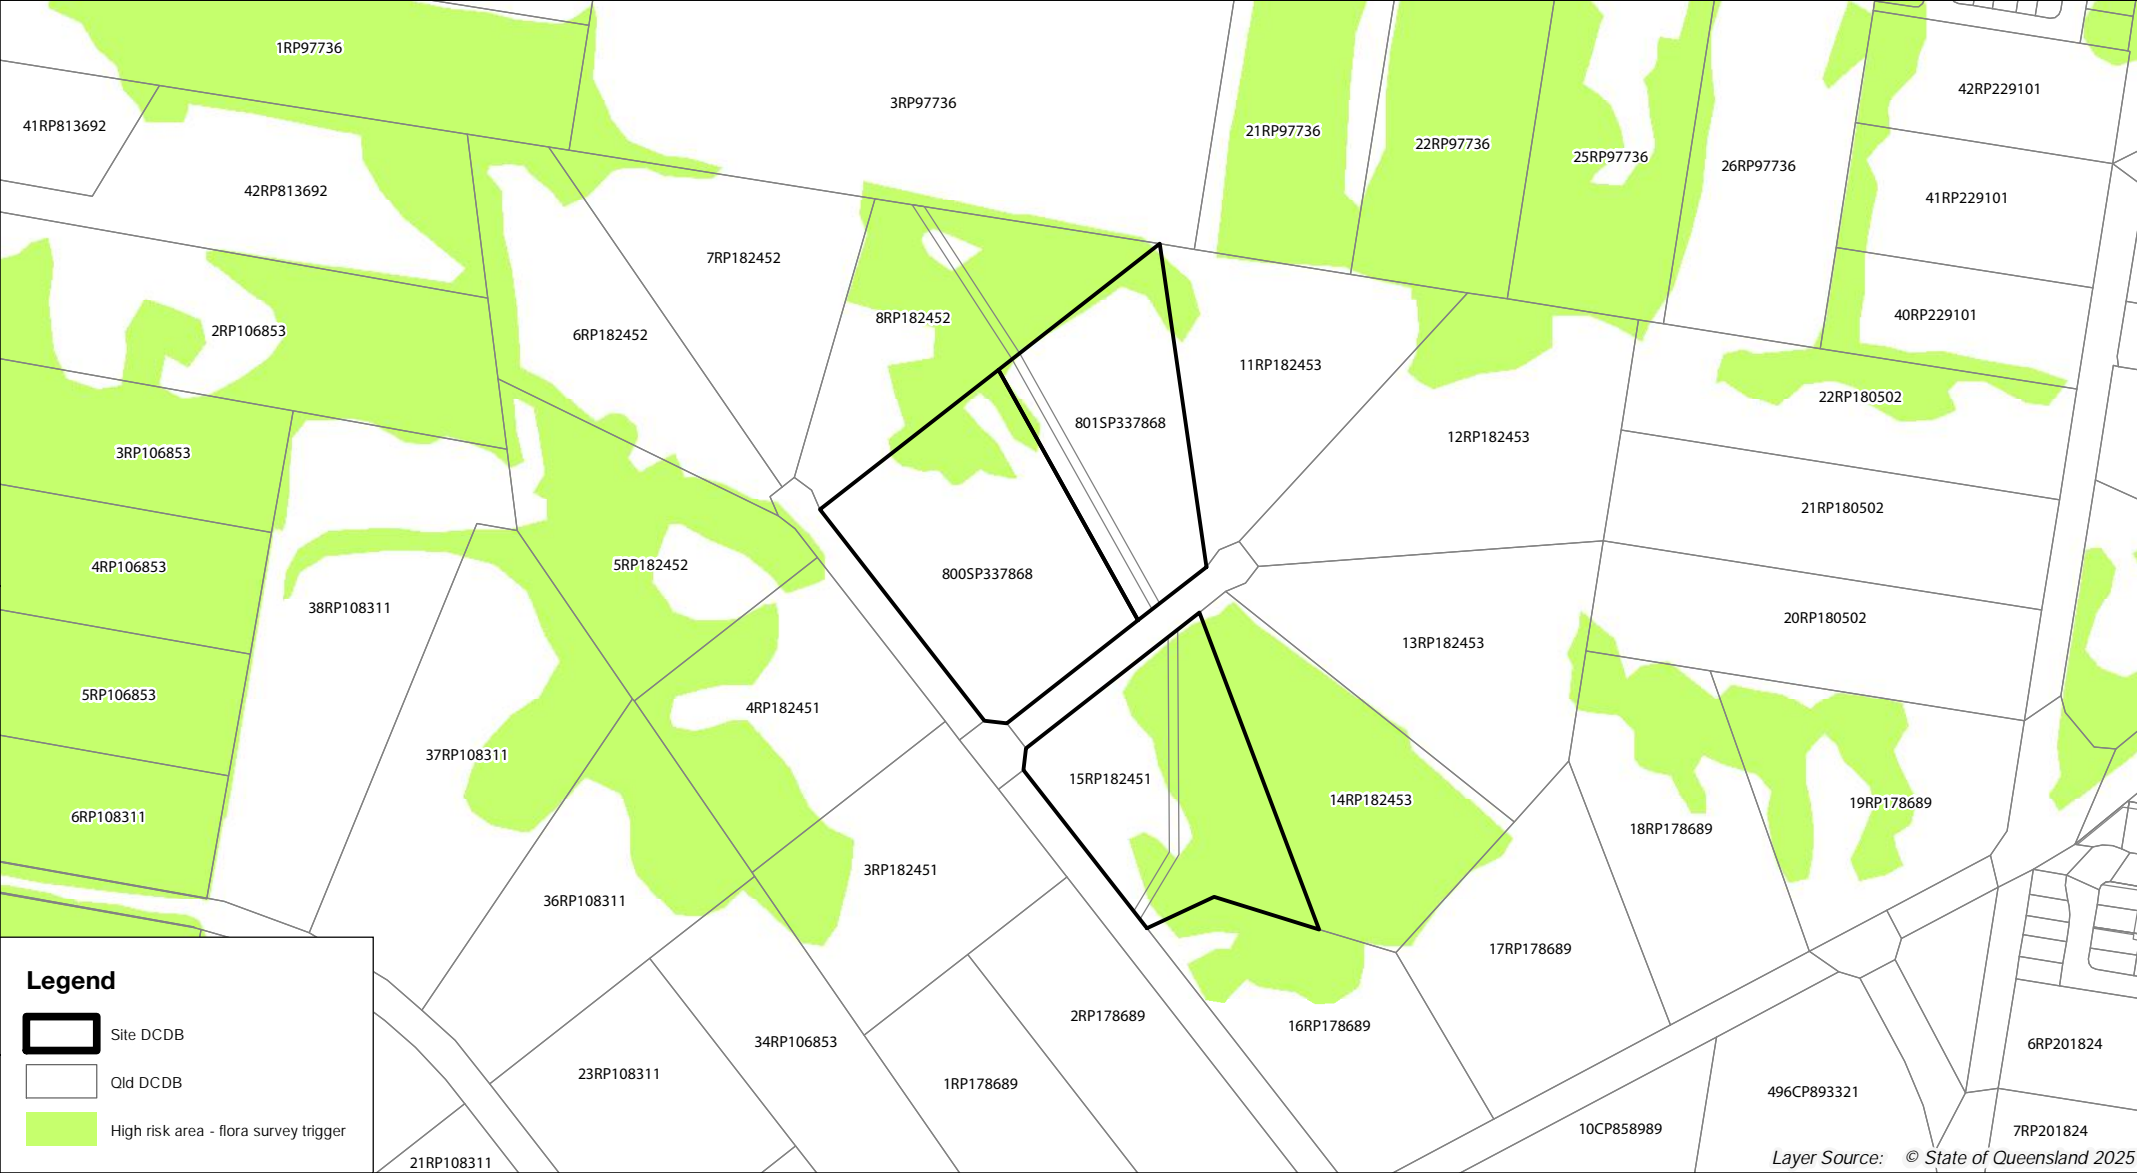 1RP97736
42RP229101
3RP97736
41RP813692
21RP97736
22RP97736
25RP97736
26RP97736
42RP813692
41RP229101
7RP182452
8RP182452
40RP229101
2RP106853
6RP182452
11RP182453
22RP180502
801SP337868
12RP182453
3RP106853
21RP180502
4RP106853
5RP182452
800SP337868
38RP108311
20RP180502
13RP182453
5RP106853
4RP182451
37RP108311
15RP182451
14RP182453
19RP178689
6RP108311
18RP178689
3RP182451
36RP108311
17RP178689
2RP178689
16RP178689
34RP106853
6RP201824
23RP108311
1RP178689
496CP893321
10CP858989
7RP201824
21RP108311
Legend
Site DCDB
Qld DCDB
High risk area - flora survey trigger
Layer Source: © State of Queensland 2025